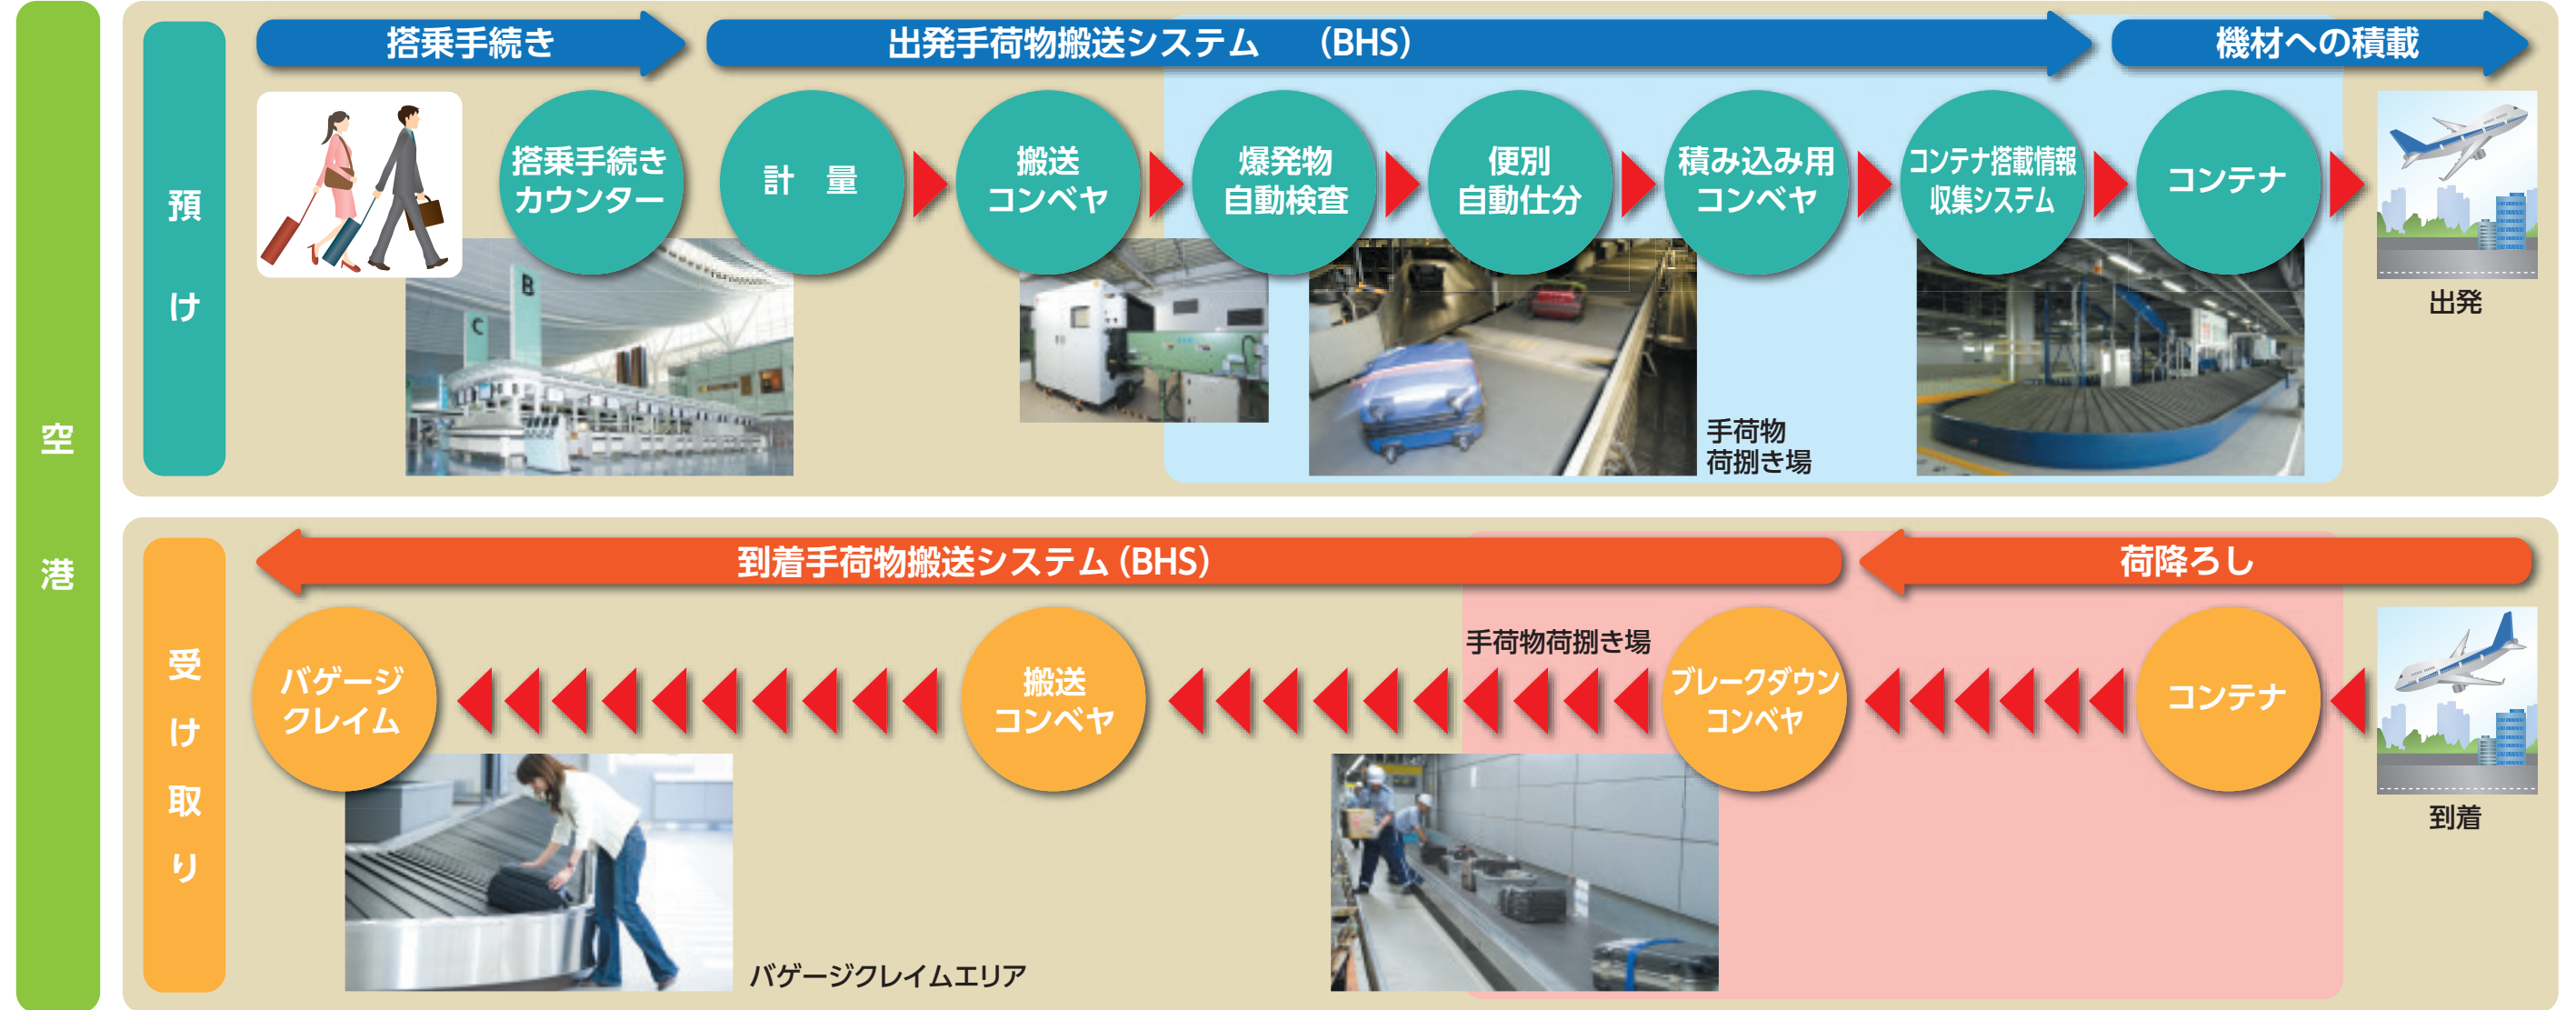 空港
預け
搭乗手続き
出発手荷物搬送システム （BHS）
機材への積載
搭乗手続き
カウンター
計 量
搬送
コンベヤ
爆発物
自動検査
便別
自動仕分
積み込み用
コンベヤ
コンテナ搭載情報
収集システム
コンテナ
B
C
手荷物
荷捌き場
出発
受け取り
到着手荷物搬送システム（BHS）
荷降ろし
バゲージ
クレイム
搬送
コンベヤ
手荷物荷捌き場
ブレークダウン
コンベヤ
コンテナ
到着
バゲージクレイムエリア